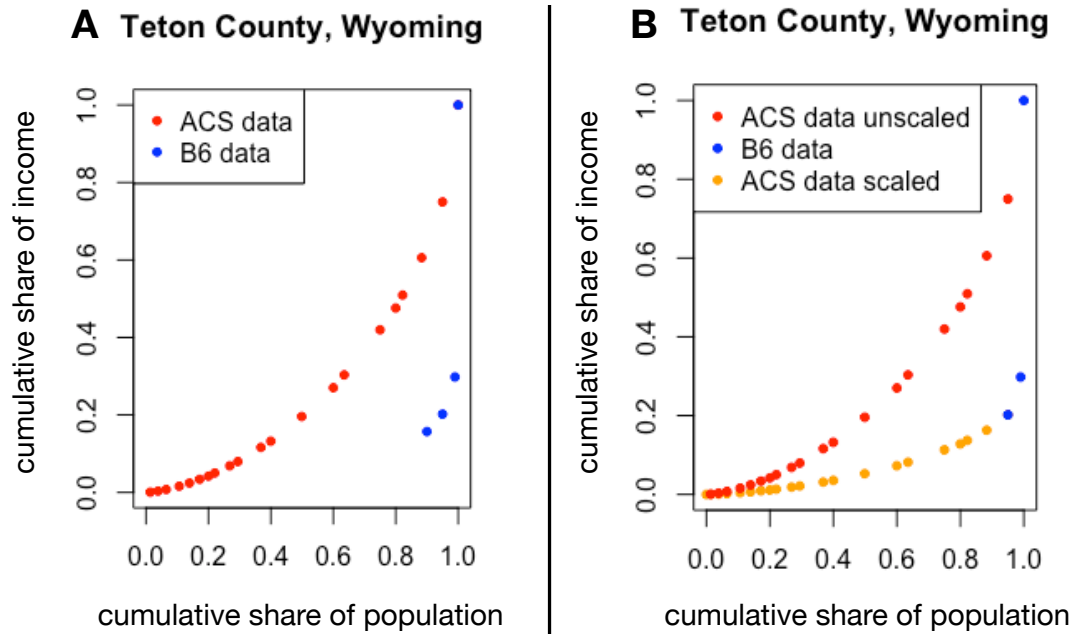 A Teton County, Wyoming
ACS data
B6 data
cumulative share of income
1.0
0.8
0.6
0.4
0.2
0.0
0.0 0.2 0.4 0.6 0.8 1.0
cumulative share of population
B Teton County, Wyoming
ACS data unscaled
B6 data
ACS data scaled
cumulative share of income
1.0
0.8
0.6
0.4
0.2
0.0
0.0 0.2 0.4 0.6 0.8 1.0
cumulative share of population